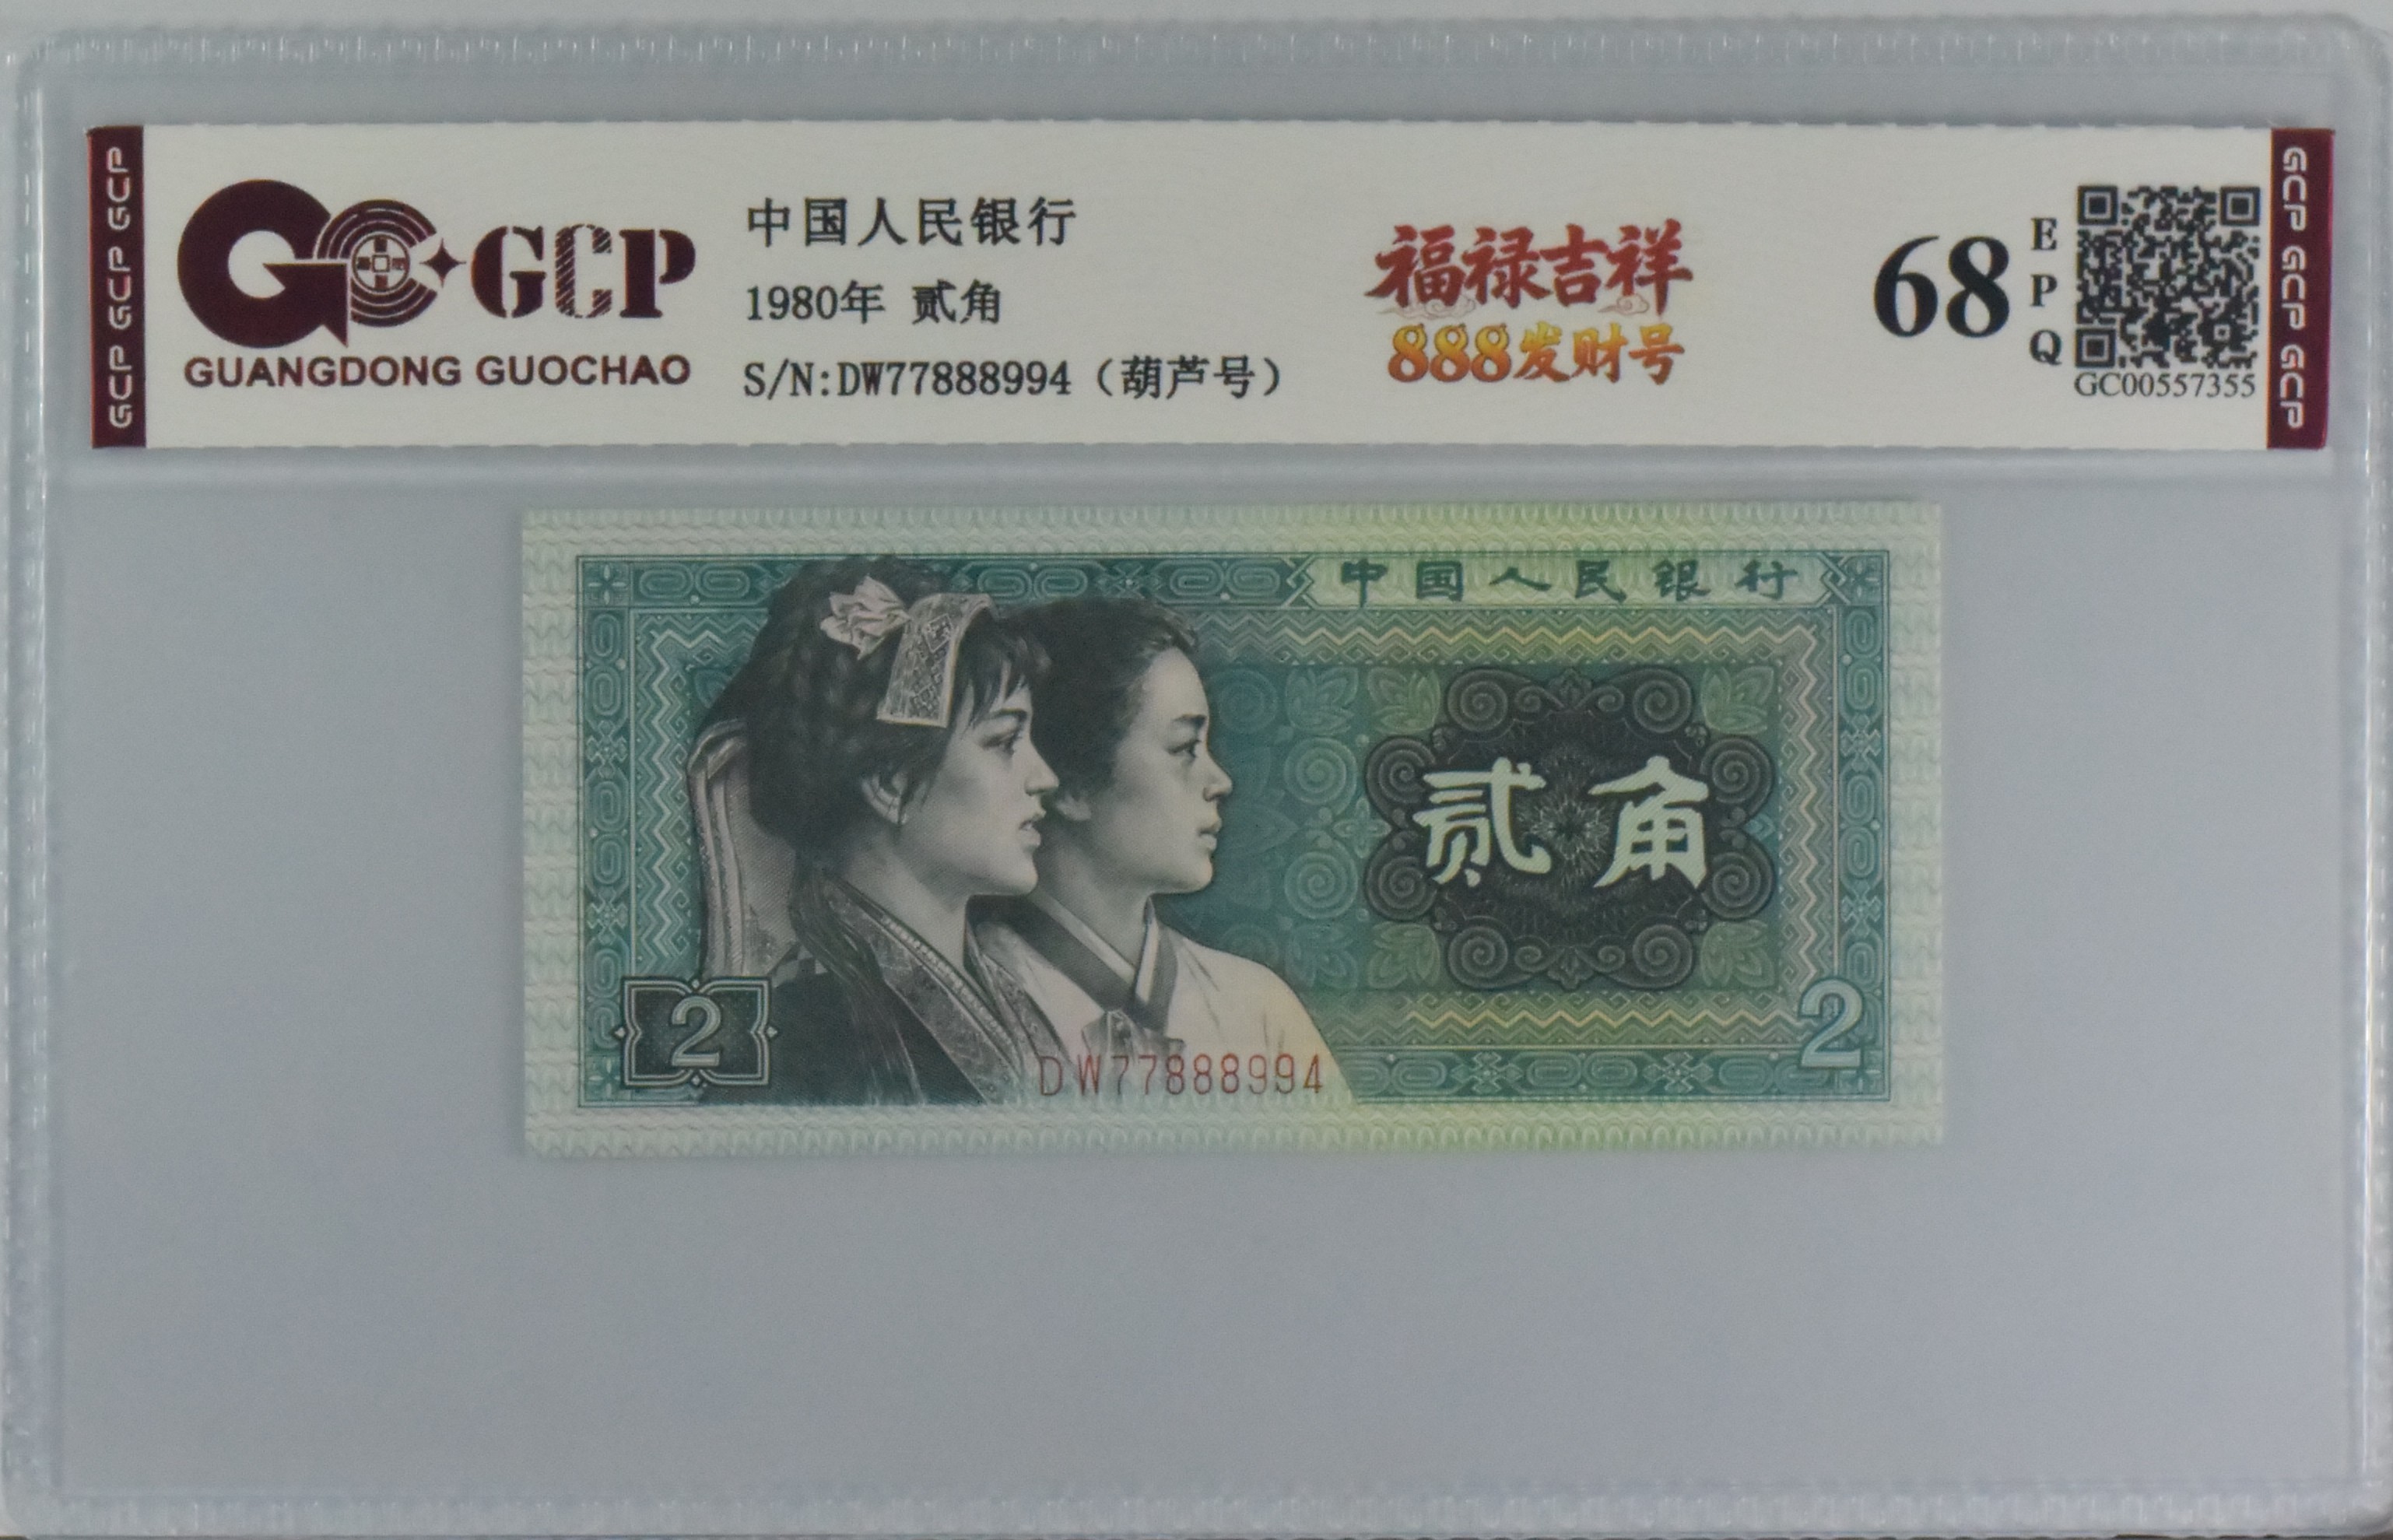 GCP GCP GCP
GCP
GUANGDONG GUOCHAO
中国人民银行
1980年 贰角
S/N:DW77888994（葫芦号）
福禄吉祥
888发财号
68
E
P
Q
GC00557355
GCP GCP GCP
中国人民银行
贰角
2
2
DW77888994